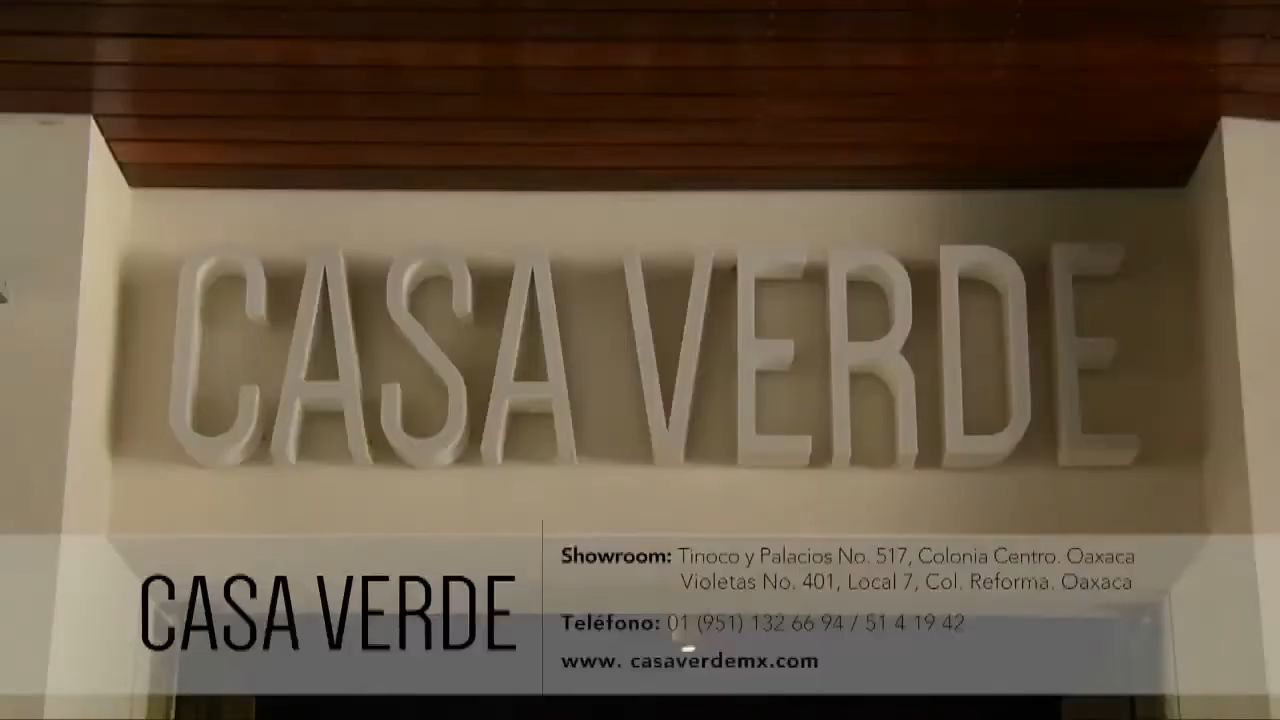 CASA VERDE
CASA VERDE
Showroom: Tinoco y Palacios No. 517, Colonia Centro. Oaxaca
Violetas No. 401, Local 7, Col. Reforma. Oaxaca
Teléfono: 01 (951) 132 66 94 / 51 4 19 42
www. casaverdemx.com